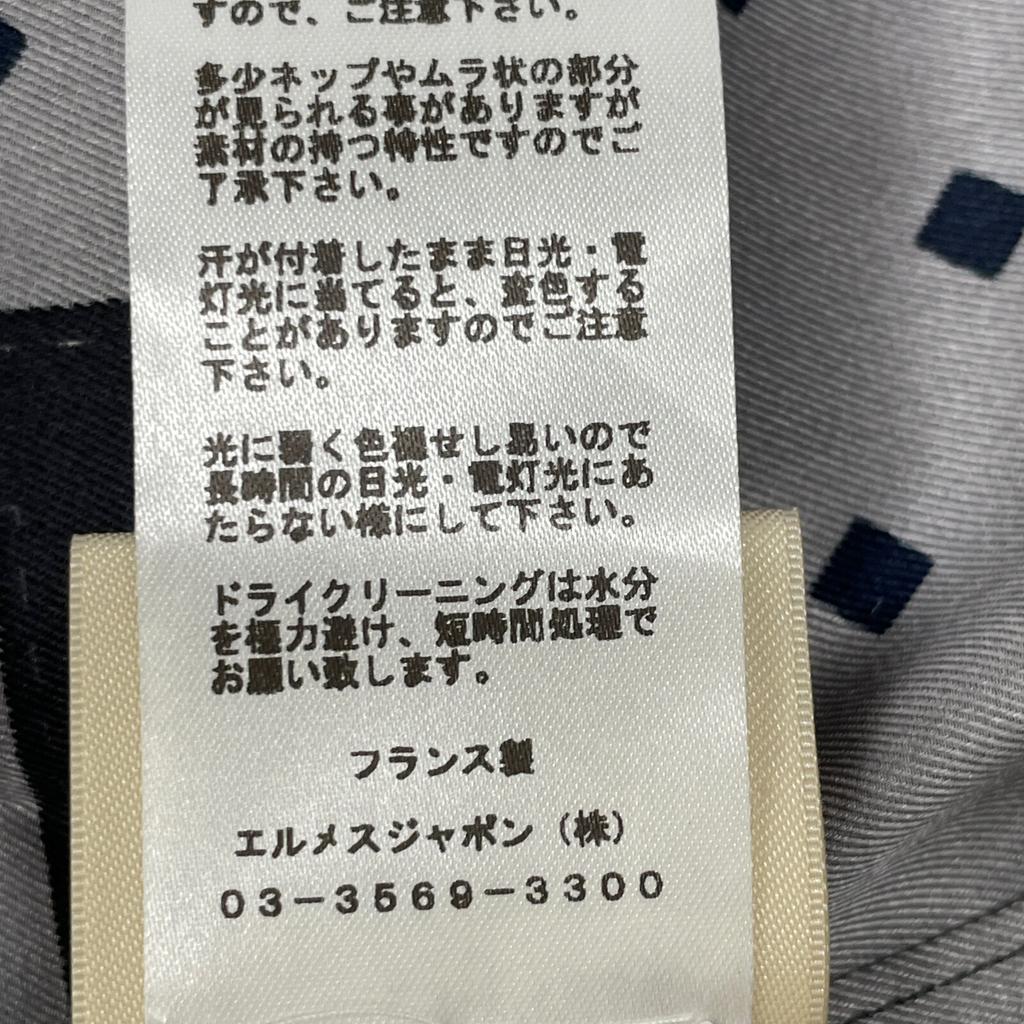 すので、ご注意下さい。
多少ネップやムラ状の部分
が見られる事がありますが
素材の持つ特性ですのでご
了承下さい。
汗が付着したまま日光・電
灯光に当てると、変色する
ことがありますのでご注意
下さい。
光に著く色褪せし易いので
長時間の日光・電灯光にあ
たらない様にして下さい。
ドライクリーニングは水分
を極力避け、短時間処理で
お願い致します。
フランス製
エルメスジャポン（株）
03-3569-3300